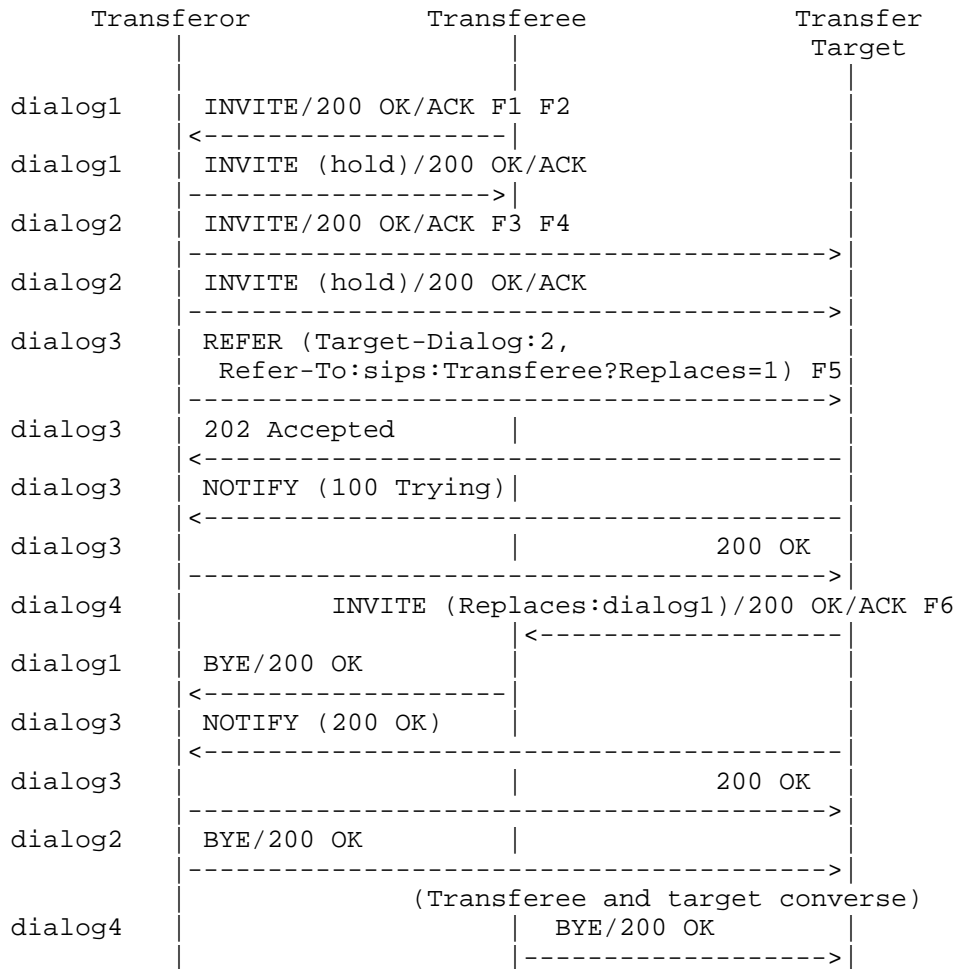 Transferor Transferee Transfer
Target
dialog1 INVITE/200 OK/ACK F1 F2
dialog1 INVITE (hold)/200 OK/ACK
dialog2 INVITE/200 OK/ACK F3 F4
dialog2 INVITE (hold)/200 OK/ACK
dialog3 REFER (Target-Dialog:2,
Refer-To:sips:Transferee?Replaces=1) F5
dialog3 202 Accepted
dialog3 NOTIFY (100 Trying)
dialog3 200 OK
dialog4 INVITE (Replaces:dialog1)/200 OK/ACK F6
dialog1 BYE/200 OK
dialog3 NOTIFY (200 OK)
dialog3 200 OK
dialog2 BYE/200 OK
(Transferee and target converse)
dialog4 BYE/200 OK